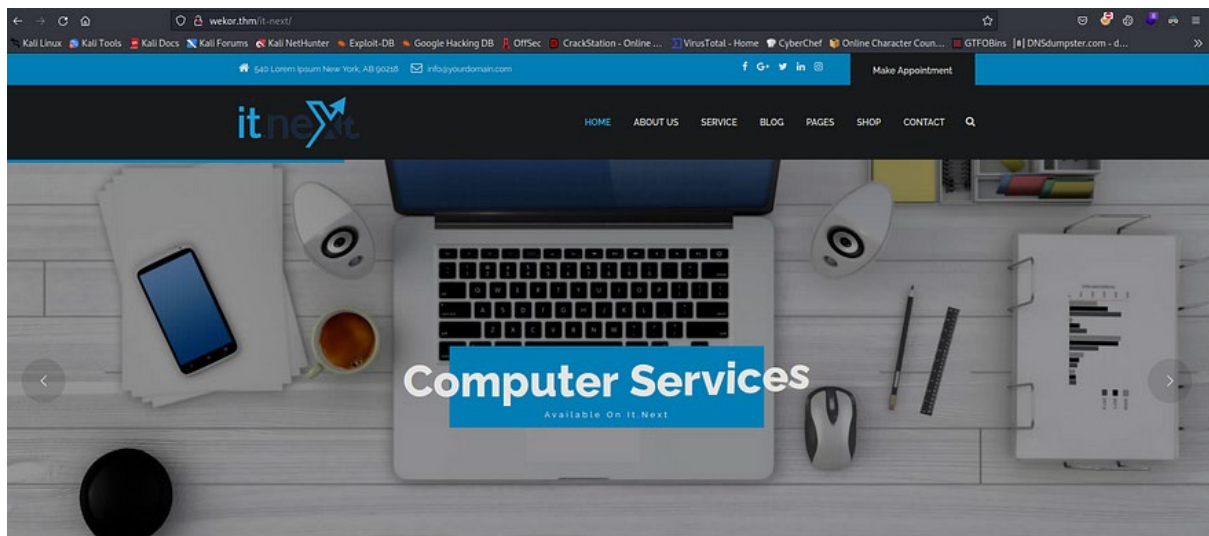 wekor.thm/it-next/
Kali Linux Kali Tools Kali Docs Kali Forums Kali NetHunter Exploit-DB Google Hacking DB OffSec CrackStation - Online ... VirusTotal - Home CyberChef Online Character Coun... GTFOBins DNSdumpster.com - d...
540 Lorem Ipsum New York, AB 90218 info@yourdomain.com Make Appointment
it.next
HOME ABOUT US SERVICE BLOG PAGES SHOP CONTACT
Computer Services
Available On It.Next